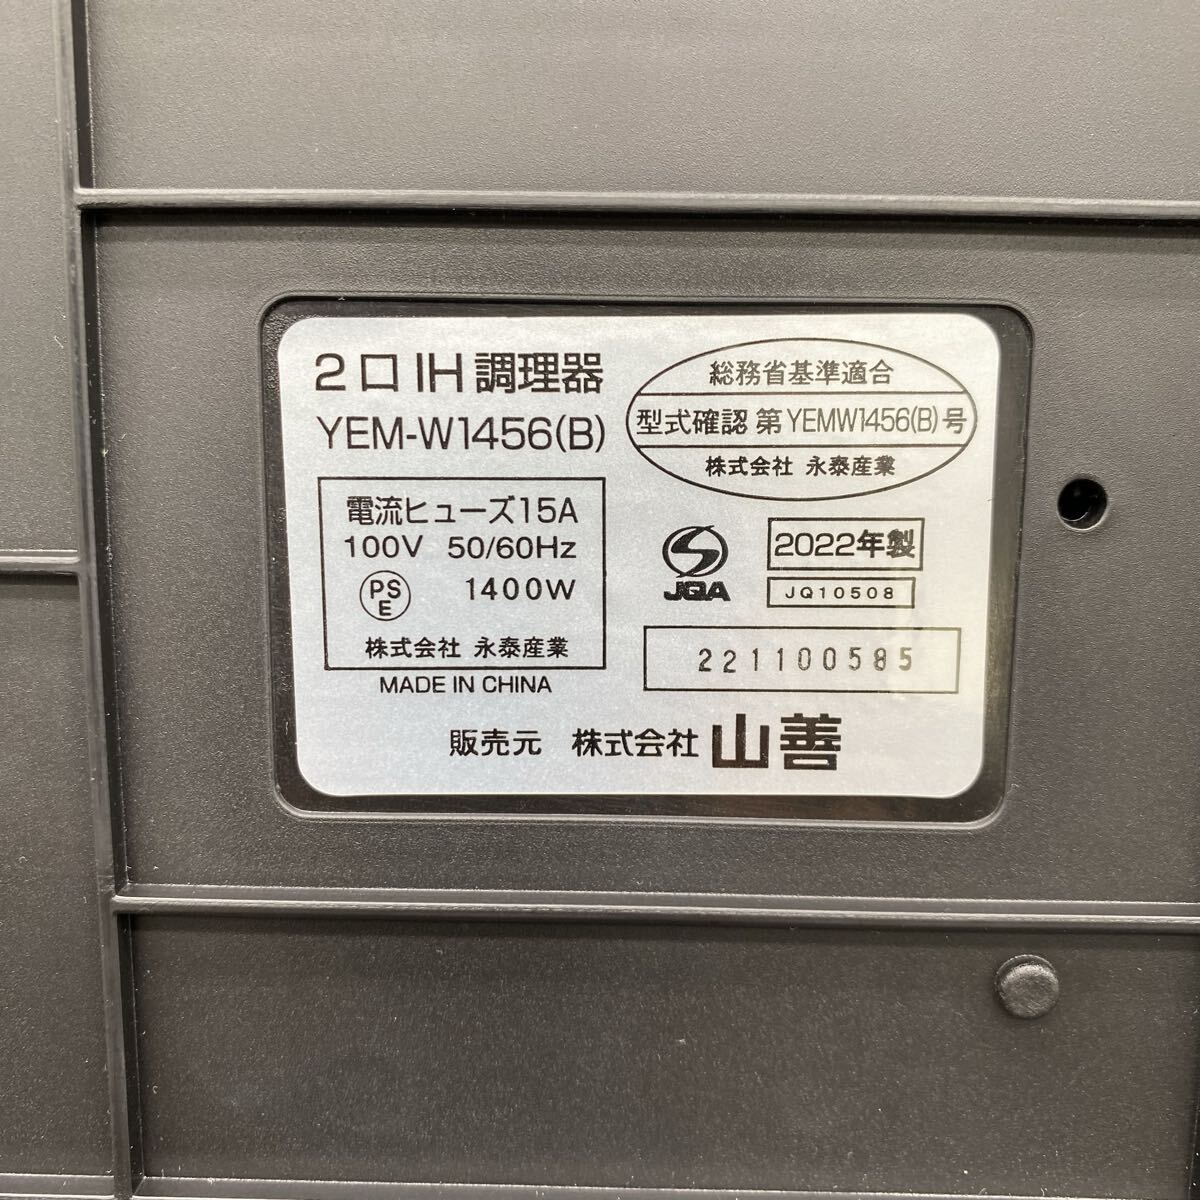 2口IH調理器
YEM-W1456(B)
電流ヒューズ15A
100V 50/60Hz
PS
E
1400W
株式会社 永泰産業
MADE IN CHINA
総務省基準適合
型式確認 第YEMW1456(B)号
株式会社 永泰産業
JQA
2022年製
JQ10508
221100585
販売元 株式会社 山善